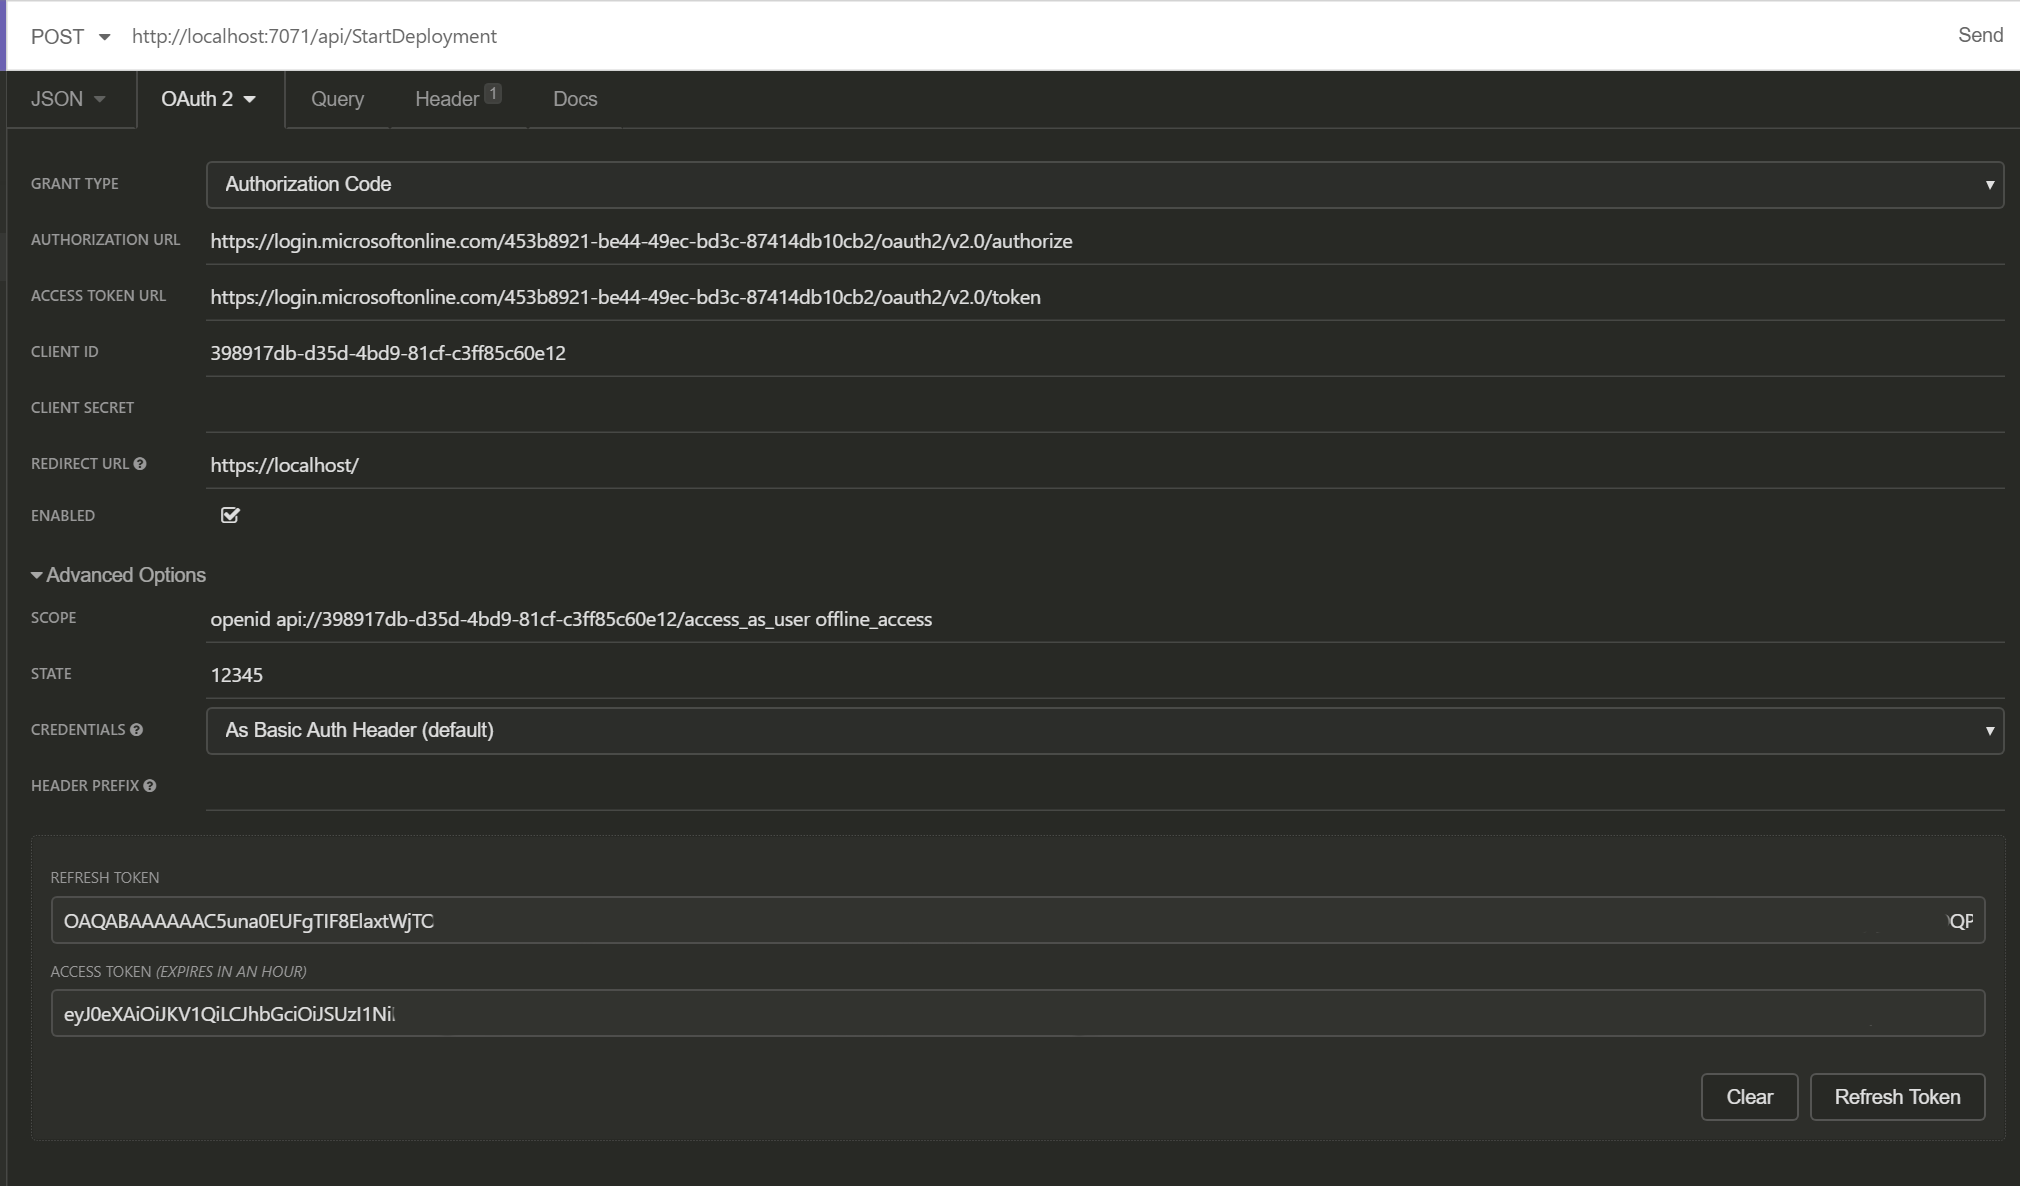 POST http://localhost:7071/api/StartDeployment Send
JSON OAuth 2 Query Header 1 Docs
GRANT TYPE Authorization Code
AUTHORIZATION URL https://login.microsoftonline.com/453b8921-be44-49ec-bd3c-87414db10cb2/oauth2/v2.0/authorize
ACCESS TOKEN URL https://login.microsoftonline.com/453b8921-be44-49ec-bd3c-87414db10cb2/oauth2/v2.0/token
CLIENT ID 398917db-d35d-4bd9-81cf-c3ff85c60e12
CLIENT SECRET
REDIRECT URL https://localhost/
ENABLED
Advanced Options
SCOPE openid api://398917db-d35d-4bd9-81cf-c3ff85c60e12/access_as_user offline_access
STATE 12345
CREDENTIALS As Basic Auth Header (default)
HEADER PREFIX
REFRESH TOKEN
OAQABAAAAAAC5una0EUFgTIF8ElaxtWjTC QP
ACCESS TOKEN (EXPIRES IN AN HOUR)
eyJ0eXAiOiJKV1QiLCJhbGciOiJSUzI1Ni
Clear Refresh Token